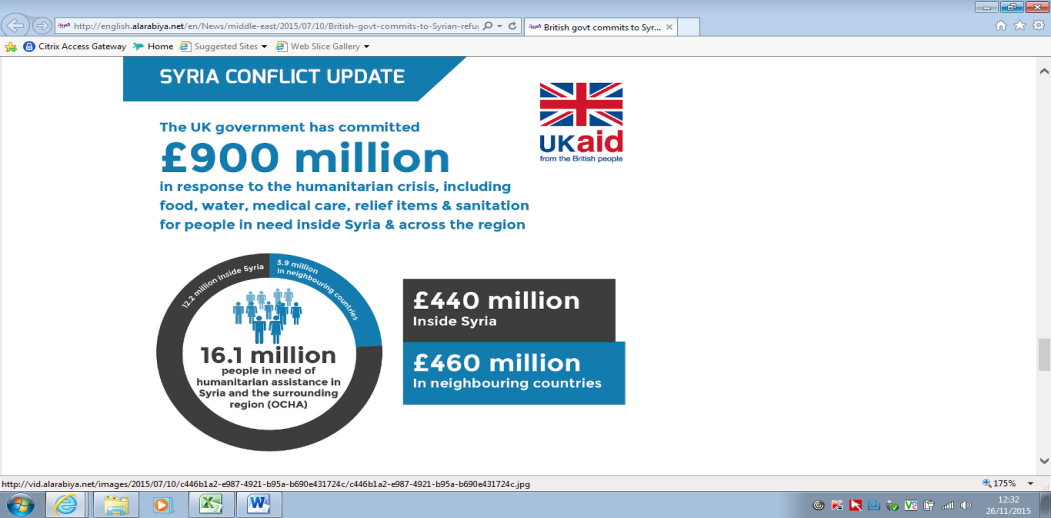 http://english.alarabiya.net/en/News/middle-east/2015/07/10/British-govt-commits-to-Syrian-refu
British govt commits to Syr...
Citrix Access Gateway
Home
Suggested Sites
Web Slice Gallery
SYRIA CONFLICT UPDATE
The UK government has committed
£900 million
in response to the humanitarian crisis, including
food, water, medical care, relief items & sanitation
for people in need inside Syria & across the region
UKaid
from the British people
12.2 million inside Syria
3.9 million
in neighbouring countries
16.1 million
people in need of
humanitarian assistance in
Syria and the surrounding
region (OCHA)
£440 million
Inside Syria
£460 million
In neighbouring countries
http://vid.alarabiya.net/images/2015/07/10/c446b1a2-e987-4921-b95a-b690e431724c/c446b1a2-e987-4921-b95a-b690e431724c.jpg
175%
12:32
26/11/2015